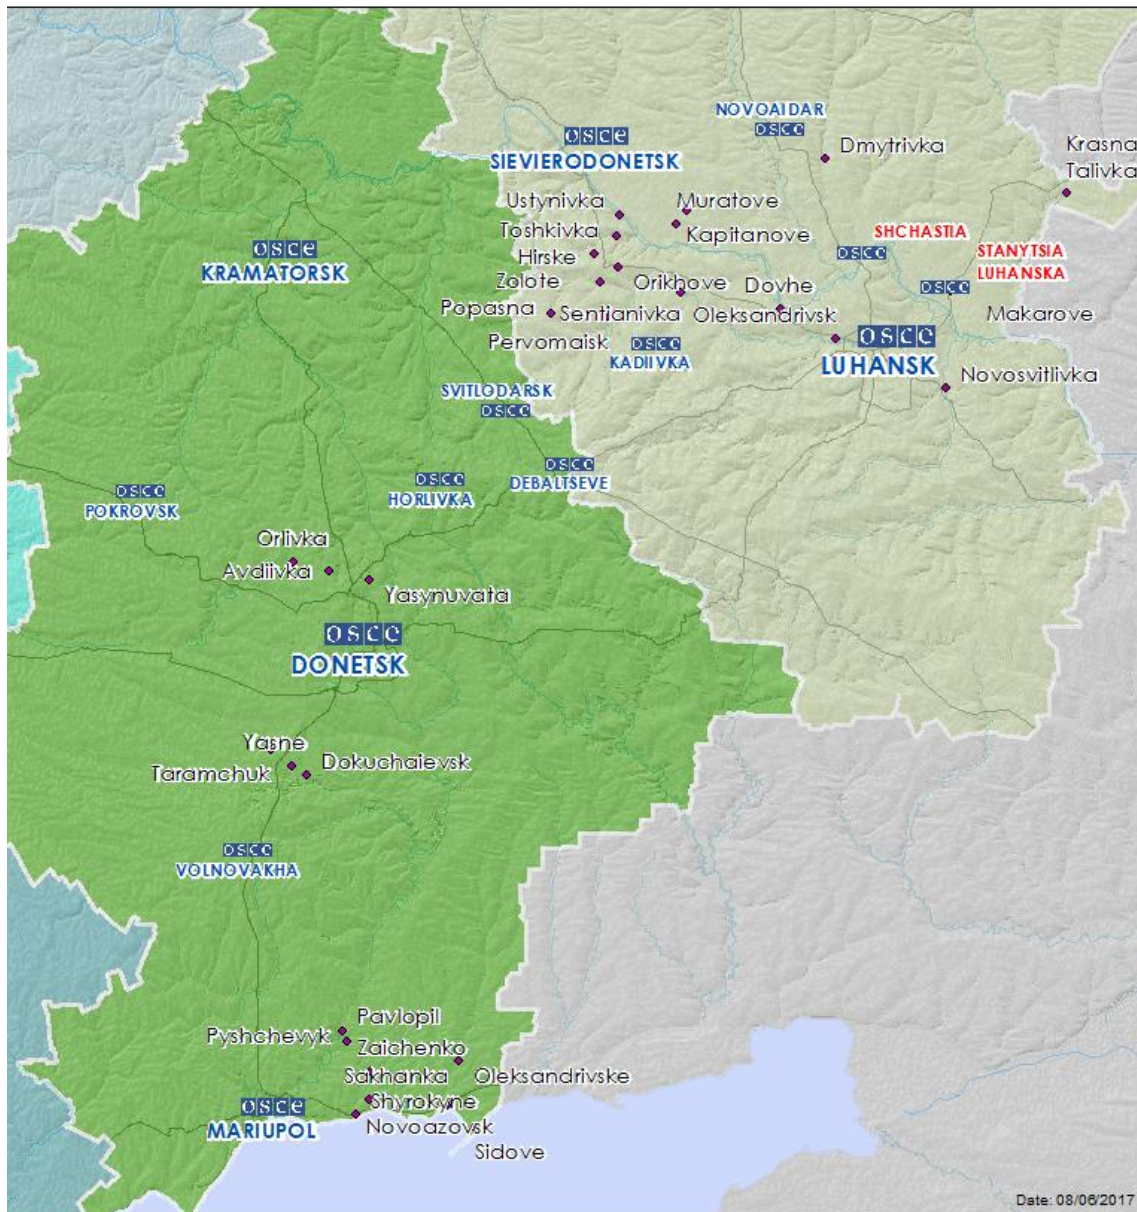 NOVOAIDAR
osce
osce
Dmytrivka
SIEVIERODONETSK
Krasna
Talivka
Ustynivka
Muratove
Toshkivka
Kapitanove
SHCHASTIA
osce
KRAMATORSK
Hirske
osce
STANYTSIA
LUHANSKA
Zolote
Orikhove
Dovhe
osce
Popasna
Sentianivka
Oleksandrivsk
Makarove
Pervomaisk
osce
KADIIVKA
osce
LUHANSK
Novosvitlivka
SVITLODARSK
osce
osce
DEBALTSEVE
osce
HORLIVKA
osce
POKROVSK
Orlivka
Avdiivka
Yasynuvata
osce
DONETSK
Yasne
Taramchuk
Dokuchaievsk
osce
VOLNOVAKHA
Pavlopil
Pyshchevyk
Zaichenko
Sakhanka
Oleksandrivske
Shyrokyne
osce
MARIUPOL
Novoazovsk
Sidove
Date: 08/06/2017